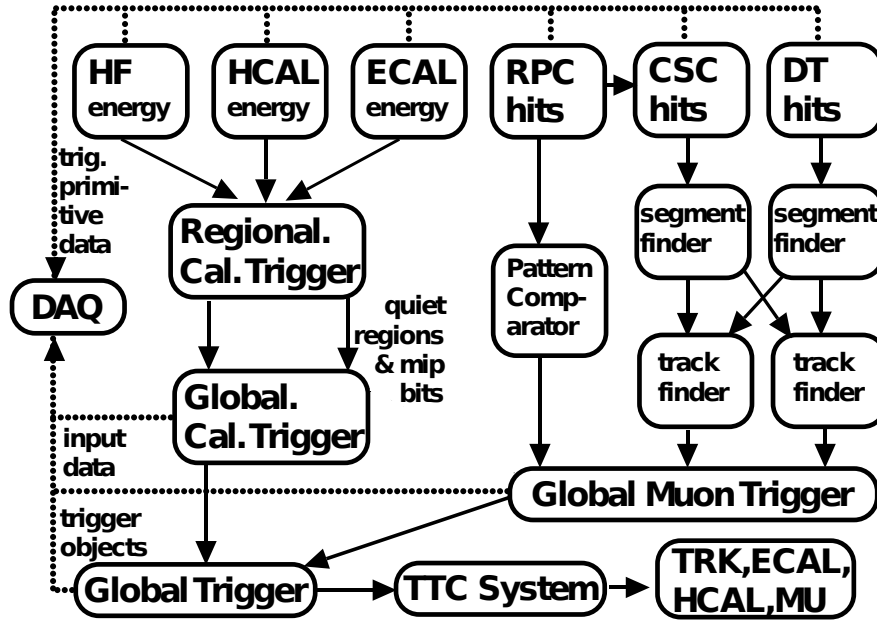 HF
energy
HCAL
energy
ECAL
energy
RPC
hits
CSC
hits
DT
hits
trig.
primi-
tive
data
Regional.
Cal. Trigger
Pattern
Comp-
arator
segment
finder
segment
finder
DAQ
quiet
regions
& mip
bits
track
finder
track
finder
Global.
Cal. Trigger
input
data
Global Muon Trigger
trigger
objects
Global Trigger
TTC System
TRK,ECAL,
HCAL,MU